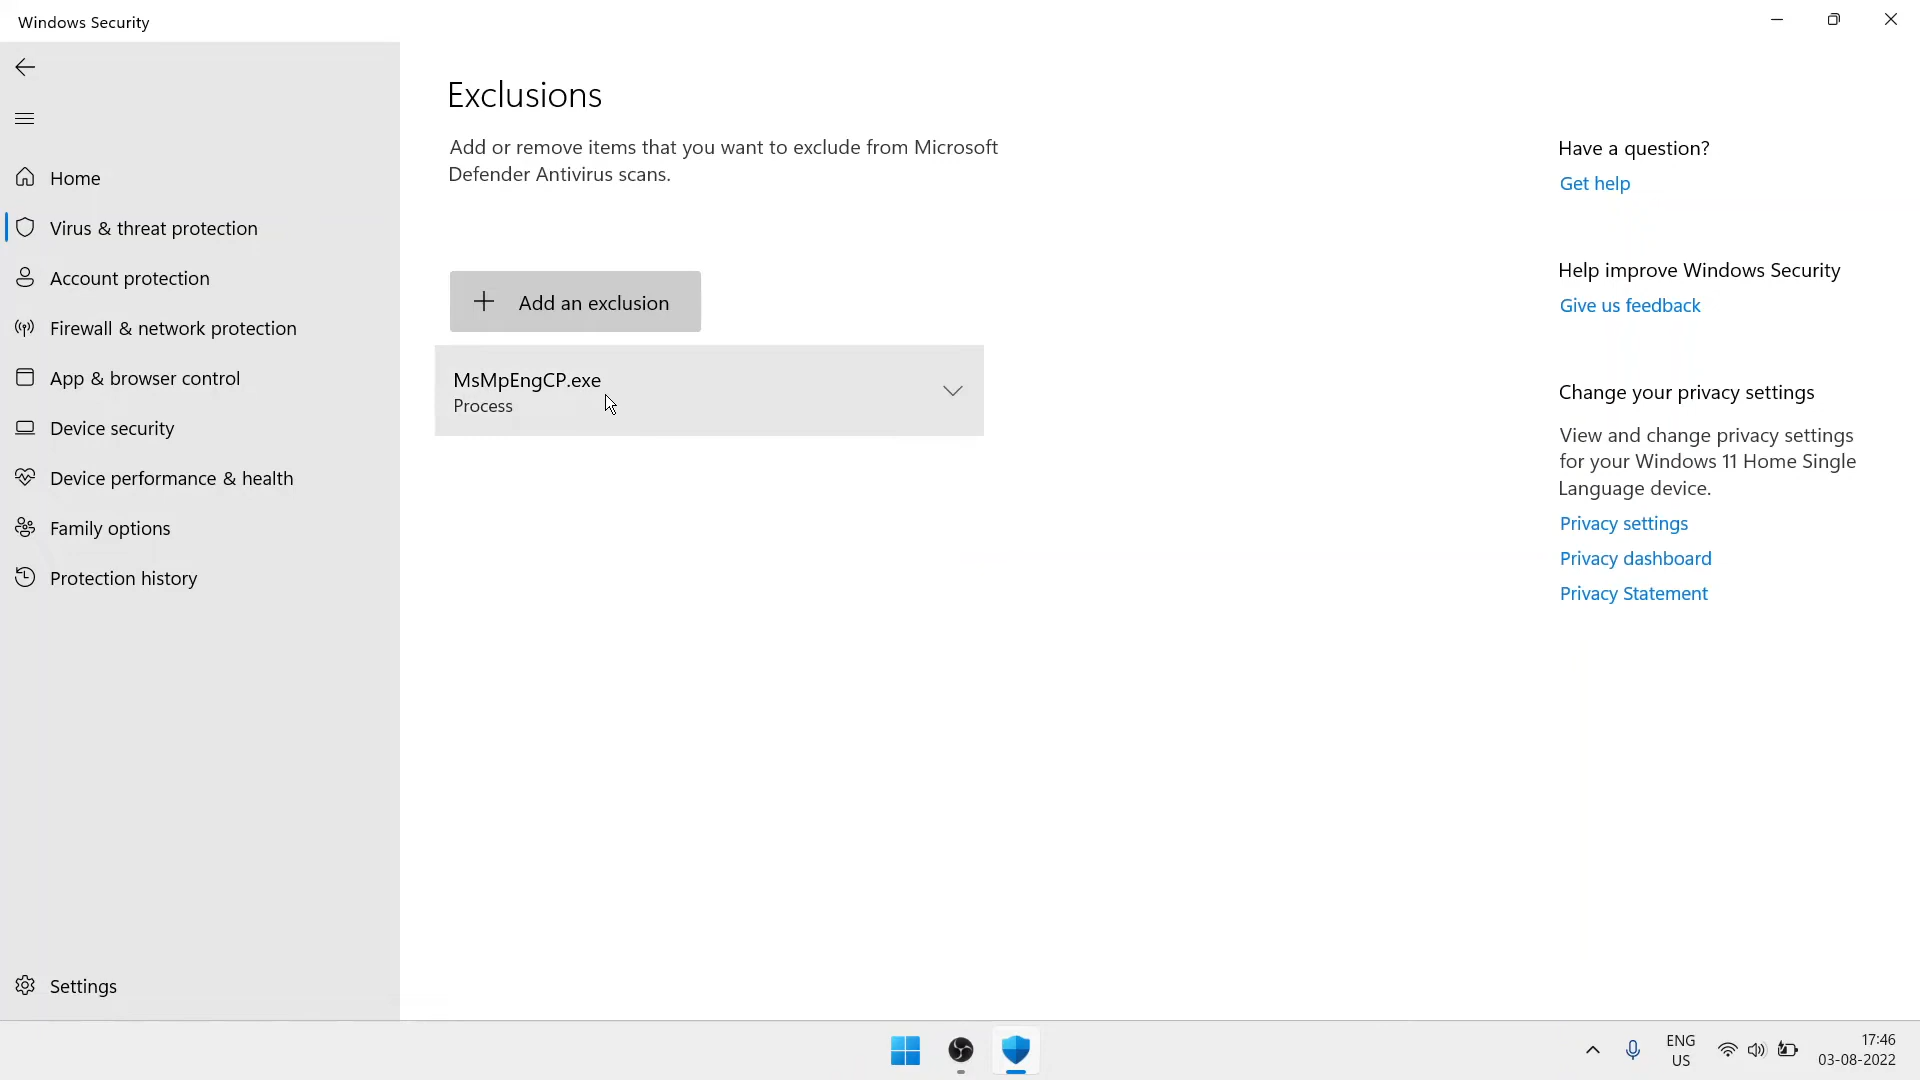 Windows Security
Home
Virus & threat protection
Account protection
Firewall & network protection
App & browser control
Device security
Device performance & health
Family options
Protection history
Settings
Exclusions
Add or remove items that you want to exclude from Microsoft
Defender Antivirus scans.
Add an exclusion
MsMpEngCP.exe
Process
Have a question?
Get help
Help improve Windows Security
Give us feedback
Change your privacy settings
View and change privacy settings
for your Windows 11 Home Single
Language device.
Privacy settings
Privacy dashboard
Privacy Statement
ENG
US
17:46
03-08-2022